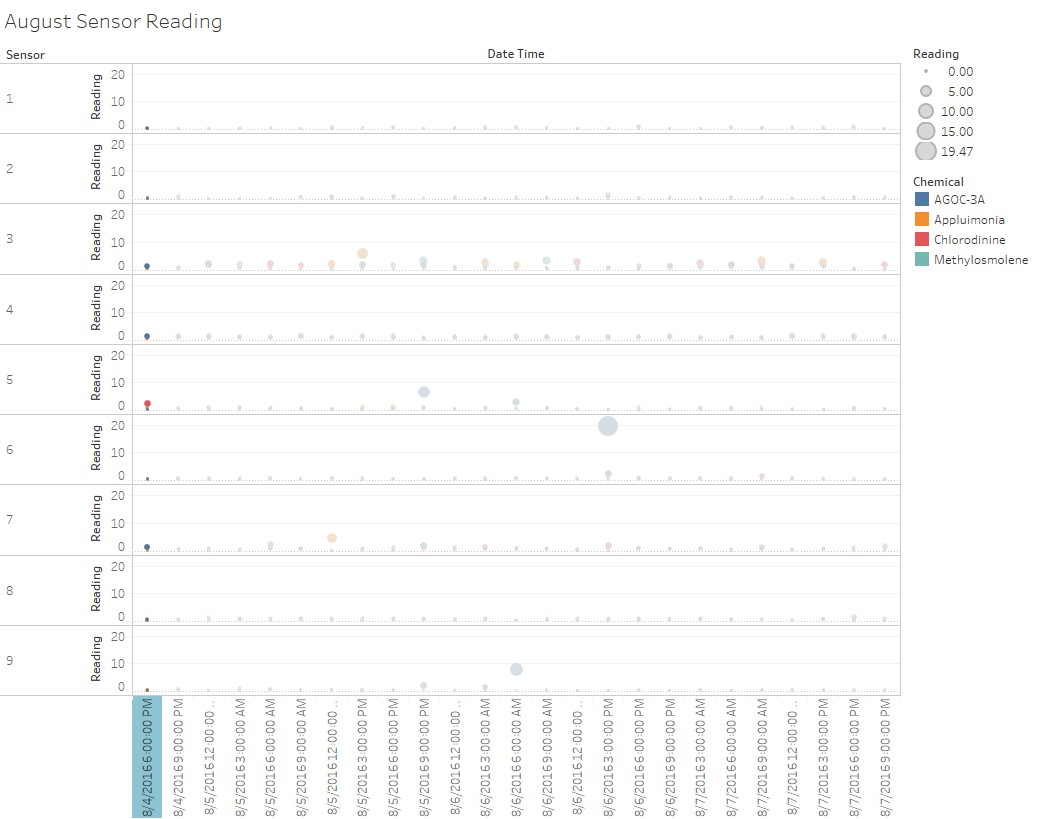 August Sensor Reading
Sensor
Date Time
1
Reading
20
10
0
2
Reading
20
10
0
3
Reading
20
10
0
4
Reading
20
10
0
5
Reading
20
10
0
6
Reading
20
10
0
7
Reading
20
10
0
8
Reading
20
10
0
9
Reading
20
10
0
8/4/2016 6:00:00 PM
8/4/2016 9:00:00 PM
8/5/2016 12:00:00 ..
8/5/2016 3:00:00 AM
8/5/2016 6:00:00 AM
8/5/2016 9:00:00 AM
8/5/2016 12:00:00 ..
8/5/2016 3:00:00 PM
8/5/2016 6:00:00 PM
8/5/2016 9:00:00 PM
8/6/2016 12:00:00 ..
8/6/2016 3:00:00 AM
8/6/2016 6:00:00 AM
8/6/2016 9:00:00 AM
8/6/2016 12:00:00 ..
8/6/2016 3:00:00 PM
8/6/2016 6:00:00 PM
8/6/2016 9:00:00 PM
8/7/2016 3:00:00 AM
8/7/2016 6:00:00 AM
8/7/2016 9:00:00 AM
8/7/2016 12:00:00 ..
8/7/2016 3:00:00 PM
8/7/2016 6:00:00 PM
8/7/2016 9:00:00 PM
Reading
0.00
5.00
10.00
15.00
19.47
Chemical
AGOC-3A
Appluimonia
Chlorodinine
Methylosmolene